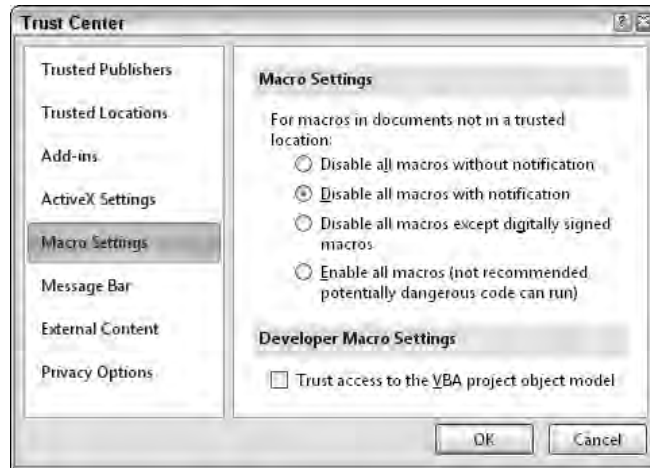 Trust Center
Trusted Publishers
Trusted Locations
Add-ins
ActiveX Settings
Macro Settings
Message Bar
External Content
Privacy Options
Macro Settings
For macros in documents not in a trusted
location:
Disable all macros without notification
Disable all macros with notification
Disable all macros except digitally signed
macros
Enable all macros (not recommended
potentially dangerous code can run)
Developer Macro Settings
Trust access to the VBA project object model
OK
Cancel